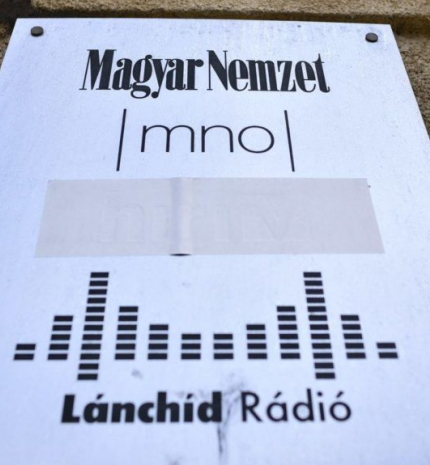 Magyar Nemzet
|mno|
Lánchíd Rádió